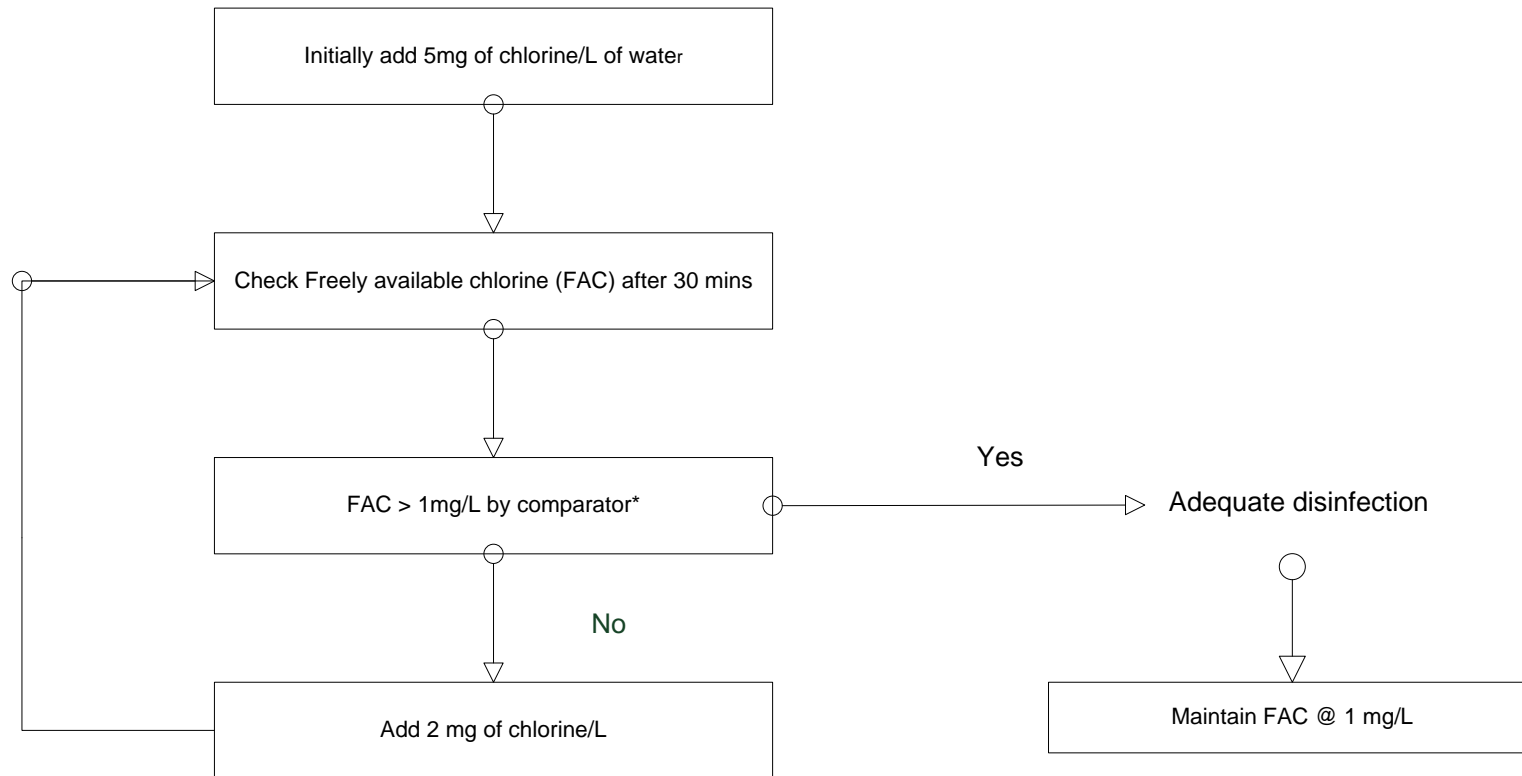 Initially add 5mg of chlorine/L of water
Check Freely available chlorine (FAC) after 30 mins
Yes
FAC > 1mg/L by comparator*
Adequate disinfection
No
Add 2 mg of chlorine/L
Maintain FAC @ 1 mg/L